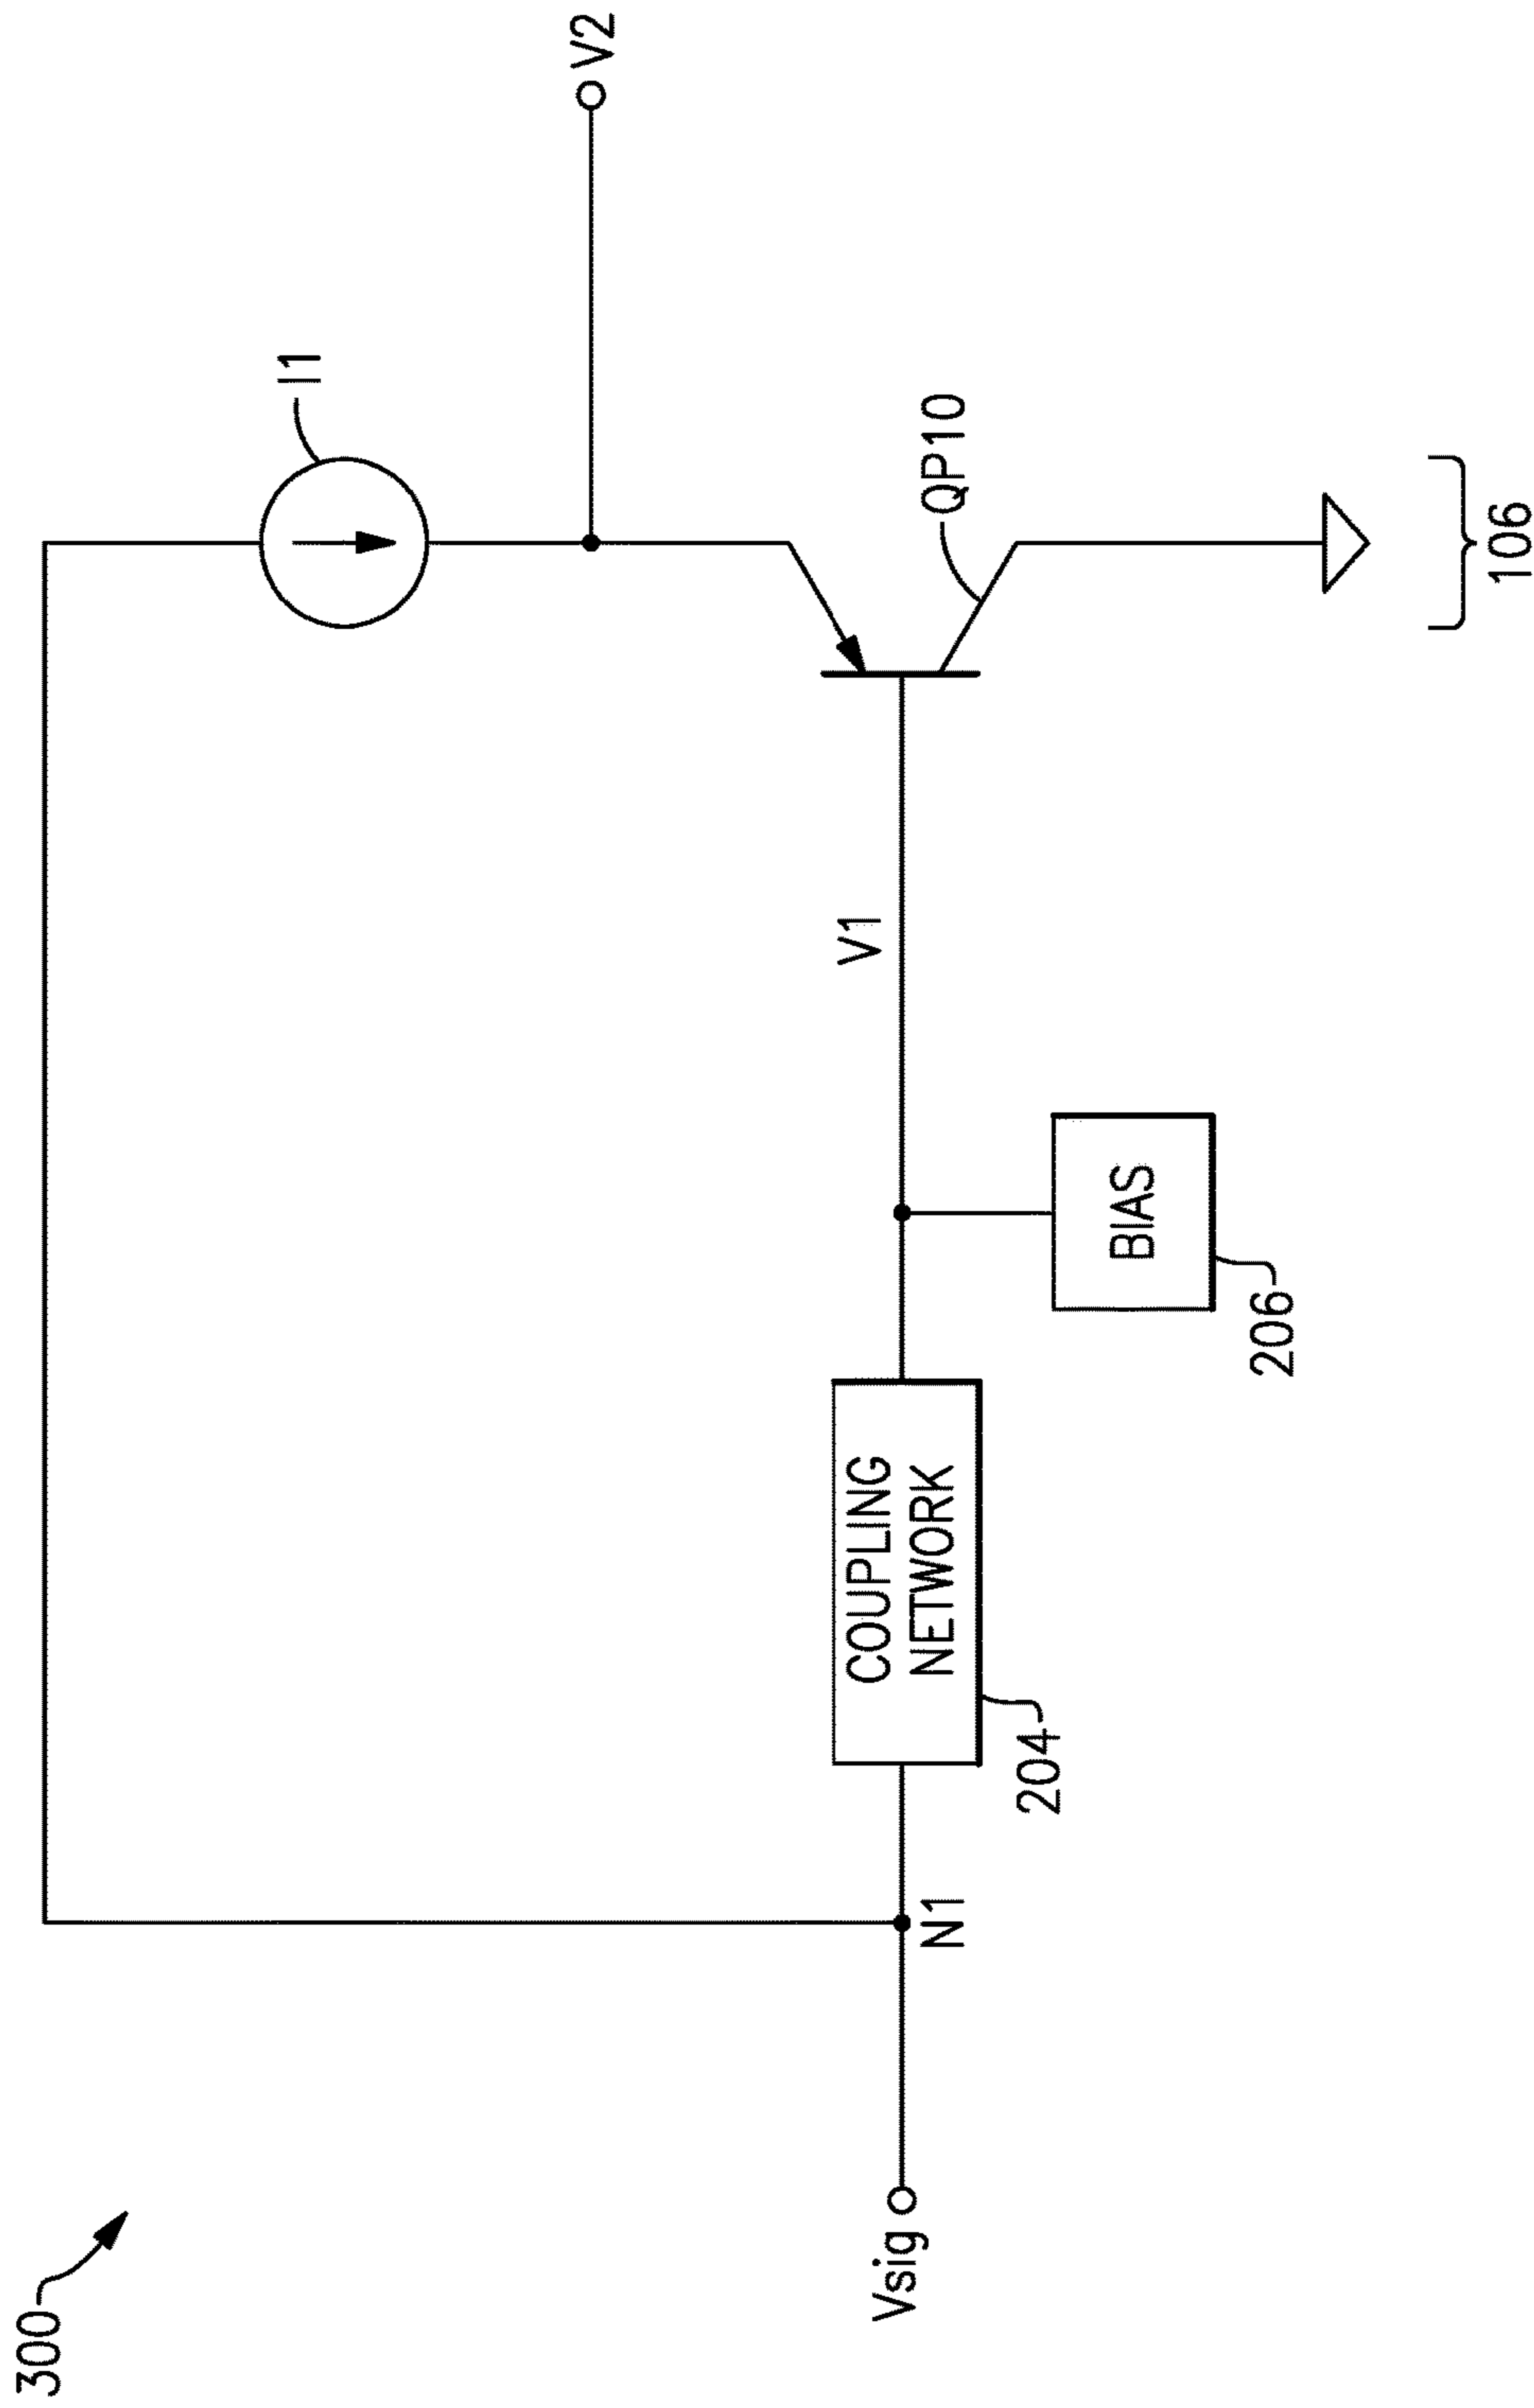 300
I1
V2
Vsig
N1
COUPLING
NETWORK
204
V1
BIAS
206
QP10
106